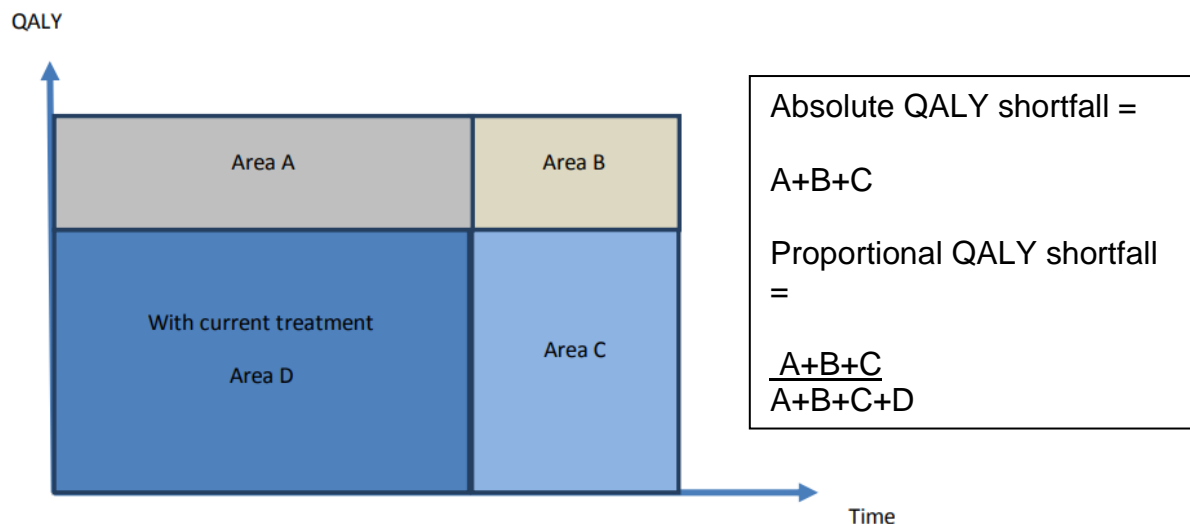 QALY
Area A
Area B
With current treatment
Area D
Area C
Time
Absolute QALY shortfall =
A+B+C
Proportional QALY shortfall
=
A+B+C
A+B+C+D